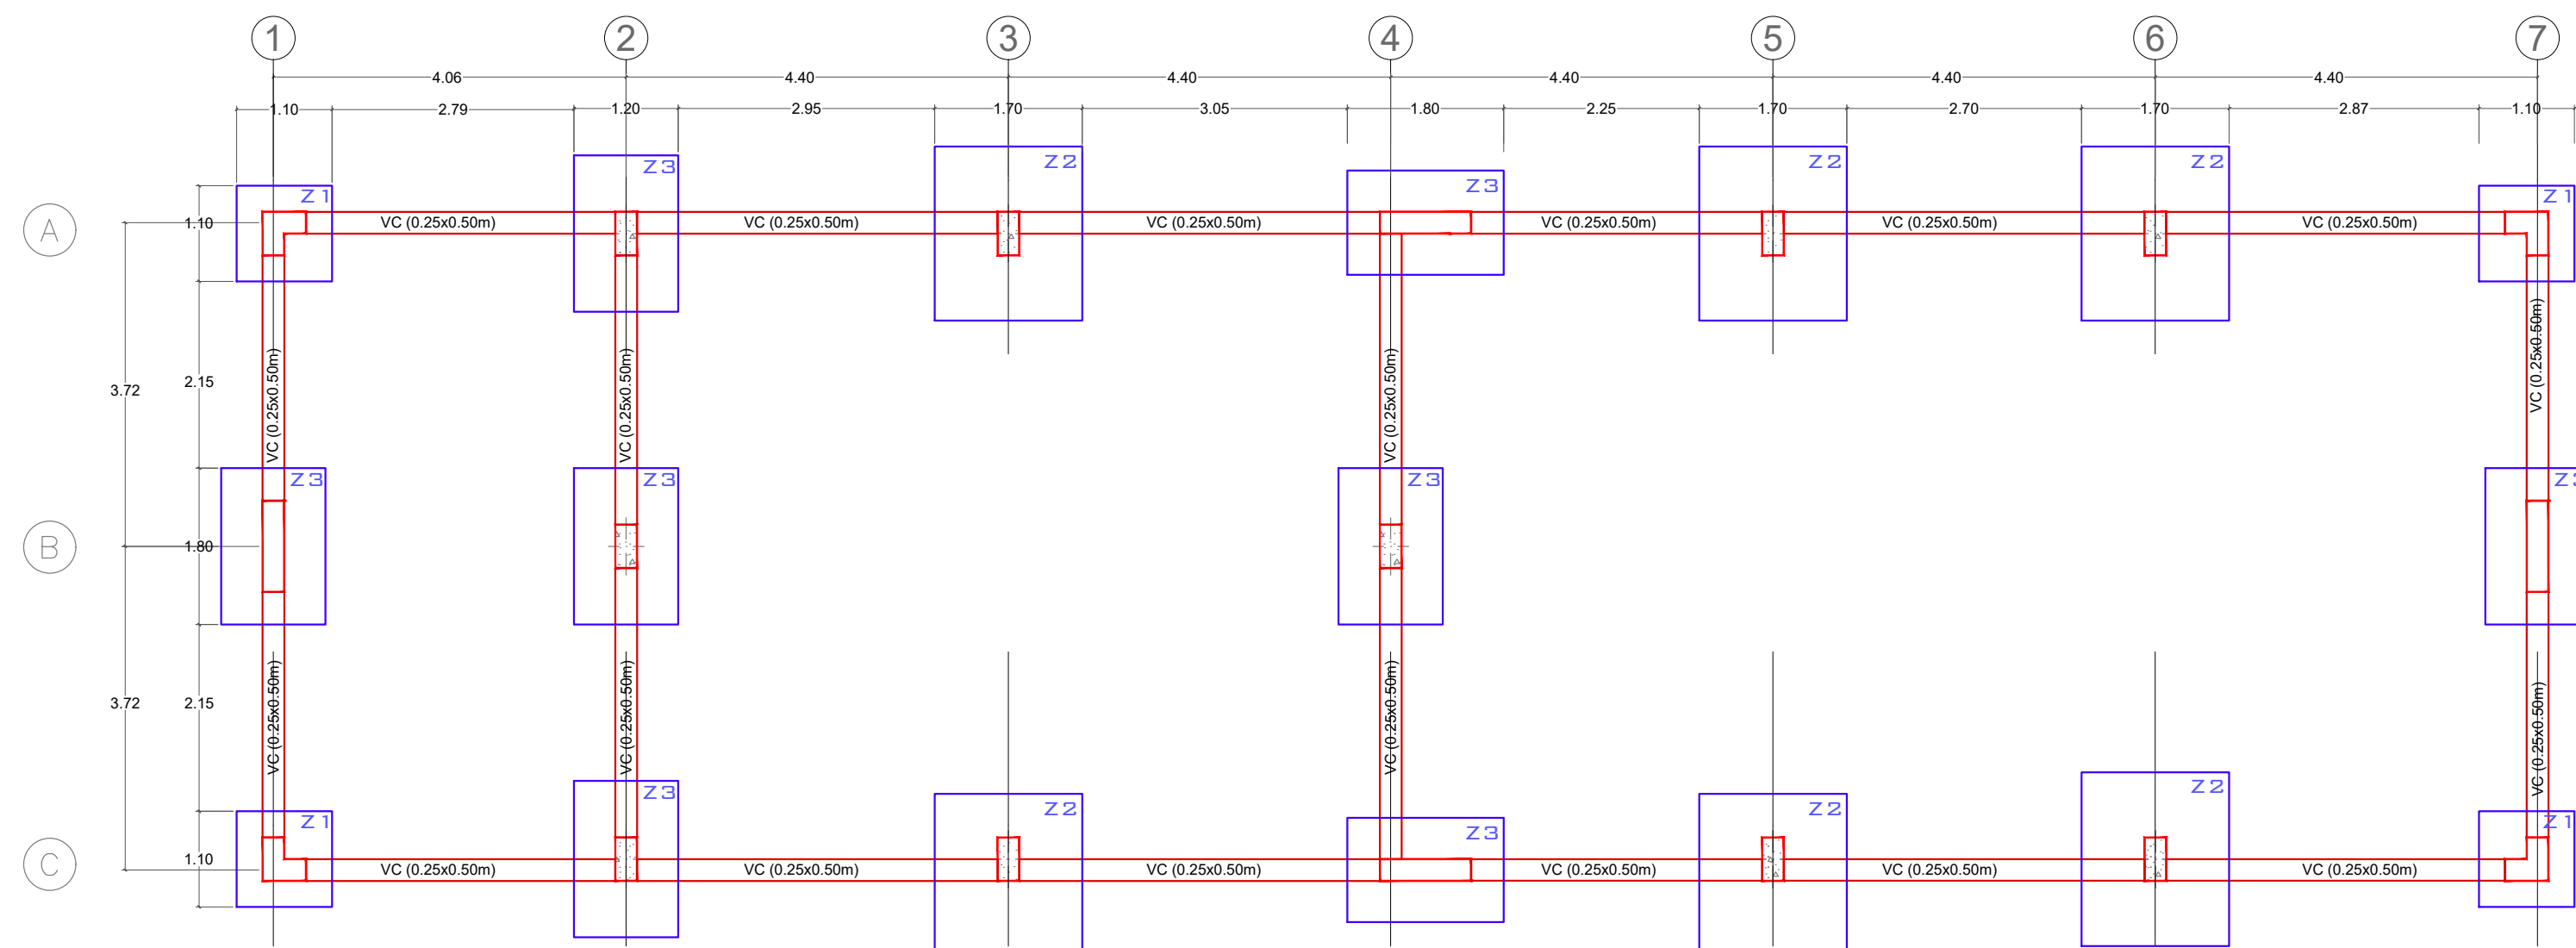 1 2 3 4 5 6 7
4.06 4.40 4.40 4.40 4.40 4.40
1.10 2.79 1.20 2.95 1.70 3.05 1.80 2.25 1.70 2.70 1.70 2.87 1.10
Z1 Z3 Z2 Z3 Z2 Z2 Z1
A 1.10 VC (0.25x0.50m) VC (0.25x0.50m) VC (0.25x0.50m) VC (0.25x0.50m) VC (0.25x0.50m) VC (0.25x0.50m)
3.72 2.15 VC (0.25x0.50m) VC (0.25x0.50m) VC (0.25x0.50m) VC (0.25x0.50m)
Z3 Z3 Z3
B 1.80
3.72 2.15 VC (0.25x0.50m) VC (0.25x0.50m) VC (0.25x0.50m) VC (0.25x0.50m)
Z1 Z3 Z2 Z3 Z2 Z2 Z1
C 1.10 VC (0.25x0.50m) VC (0.25x0.50m) VC (0.25x0.50m) VC (0.25x0.50m) VC (0.25x0.50m) VC (0.25x0.50m)